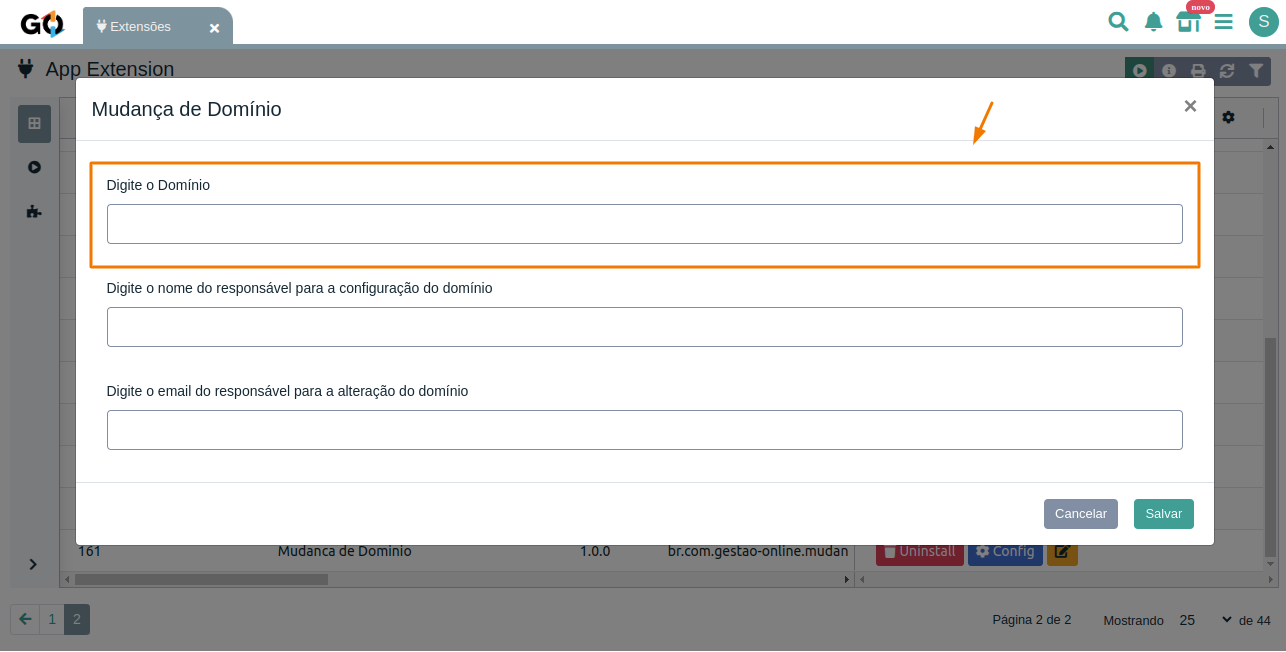 GO
Extensões
novo
S
App Extension
Mudança de Domínio
Digite o Domínio
Digite o nome do responsável para a configuração do domínio
Digite o email do responsável para a alteração do domínio
Cancelar
Salvar
161 Mudanca de Dominio 1.0.0 br.com.gestao-online.mudan Uninstall Config
1 2
Página 2 de 2 Mostrando 25 de 44